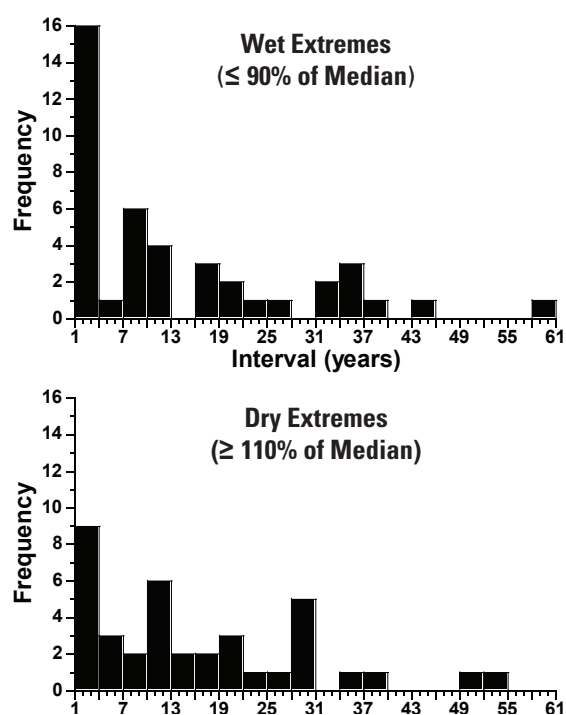 16
14
12
10
8
6
4
2
0
Frequency
Wet Extremes
(≤ 90% of Median)
1 7 13 19 25 31 37 43 49 55 61
Interval (years)
16
14
12
10
8
6
4
2
0
Frequency
Dry Extremes
(≥ 110% of Median)
1 7 13 19 25 31 37 43 49 55 61